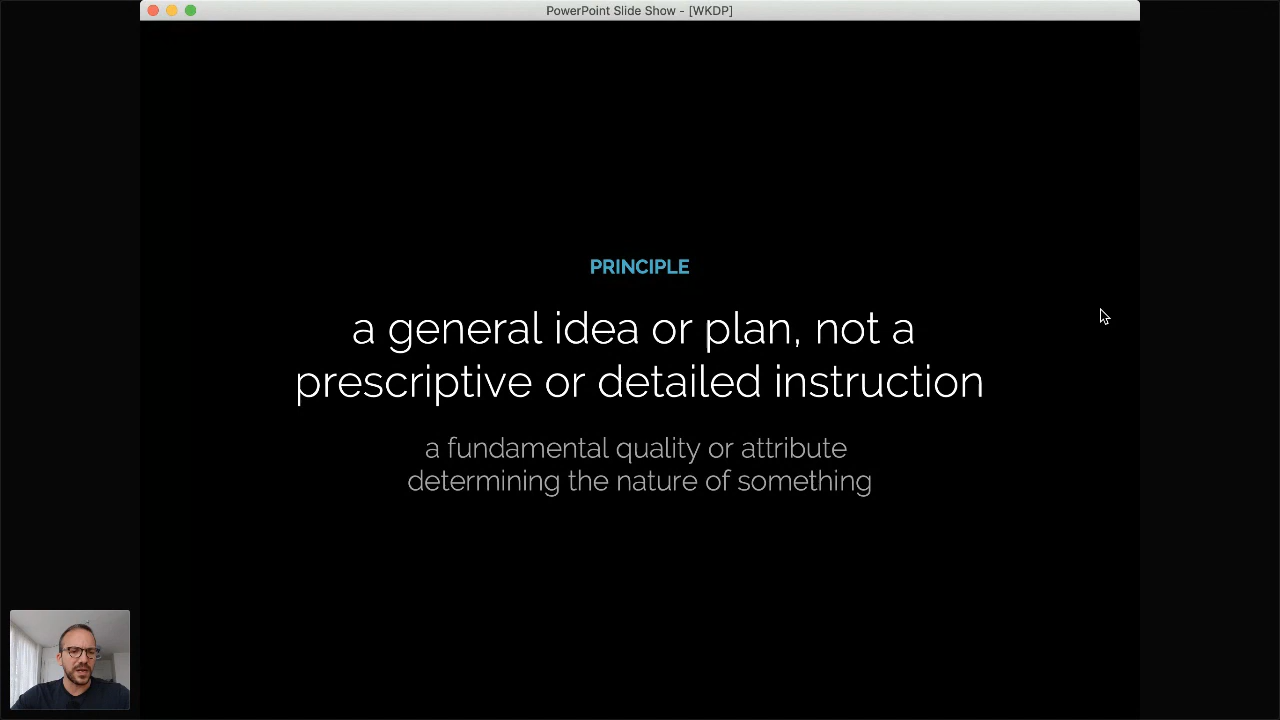 PowerPoint Slide Show - [WKDP]
PRINCIPLE
a general idea or plan, not a
prescriptive or detailed instruction
a fundamental quality or attribute
determining the nature of something